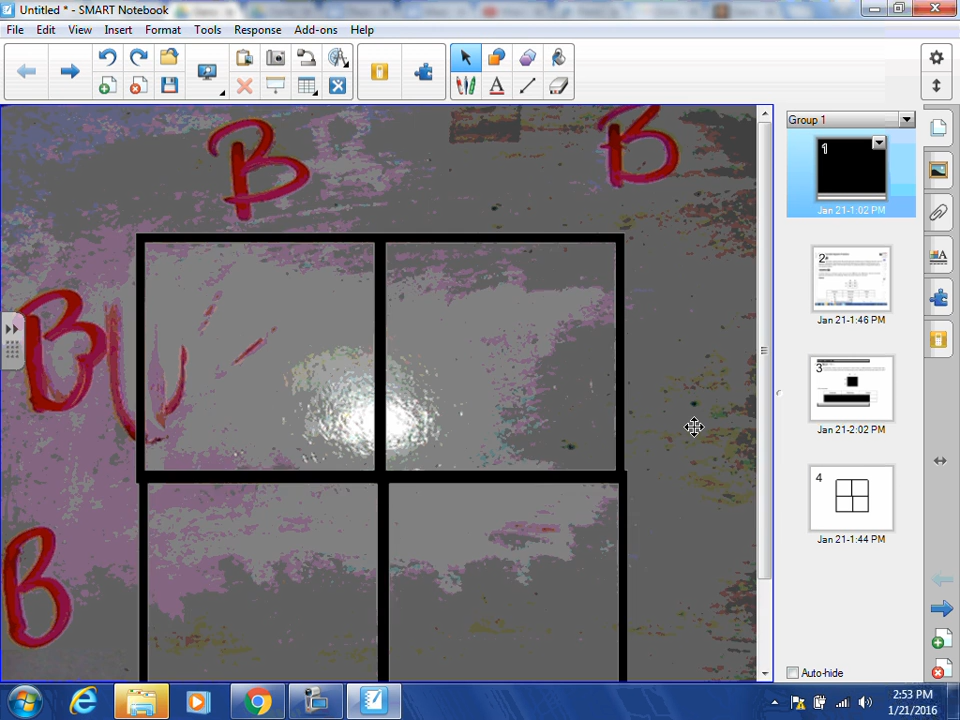 Untitled * - SMART Notebook
File Edit View Insert Format Tools Response Add-ons Help
Group 1
B B
1
Jan 21-1:02 PM
2
Jan 21-1:46 PM
B
3
Jan 21-2:02 PM
4
Jan 21-1:44 PM
B
Auto-hide
2:53 PM
1/21/2016